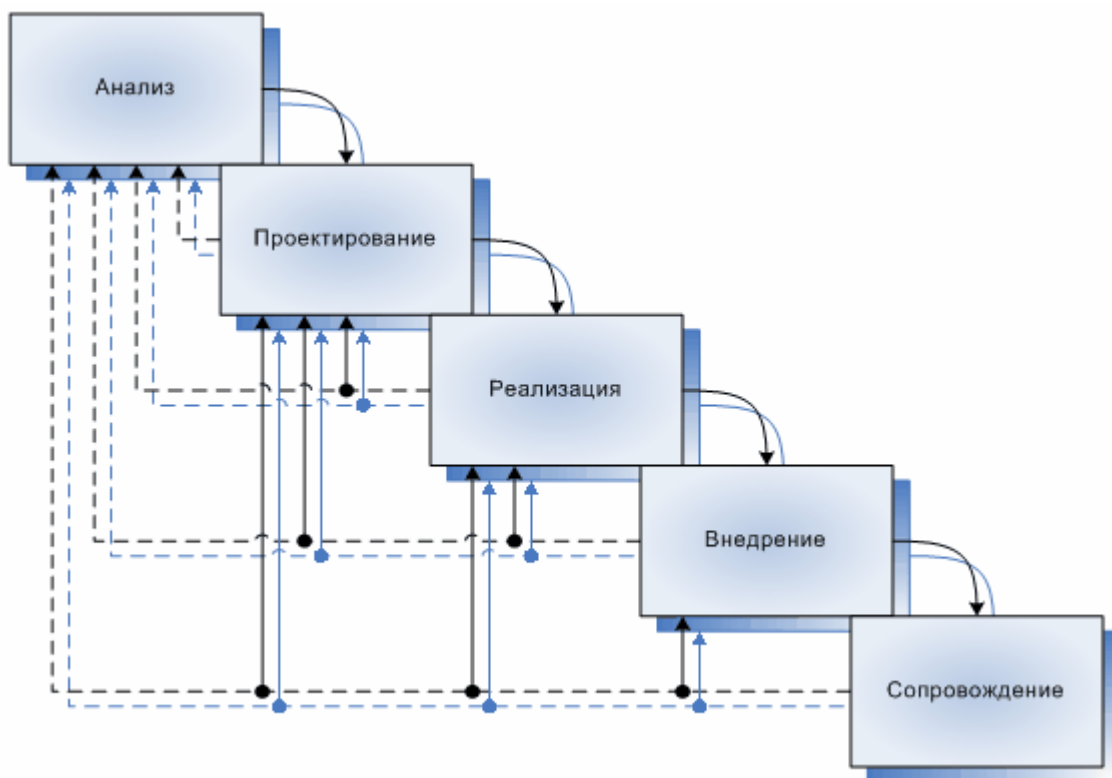 Анализ
Проектирование
Реализация
Внедрение
Сопровождение